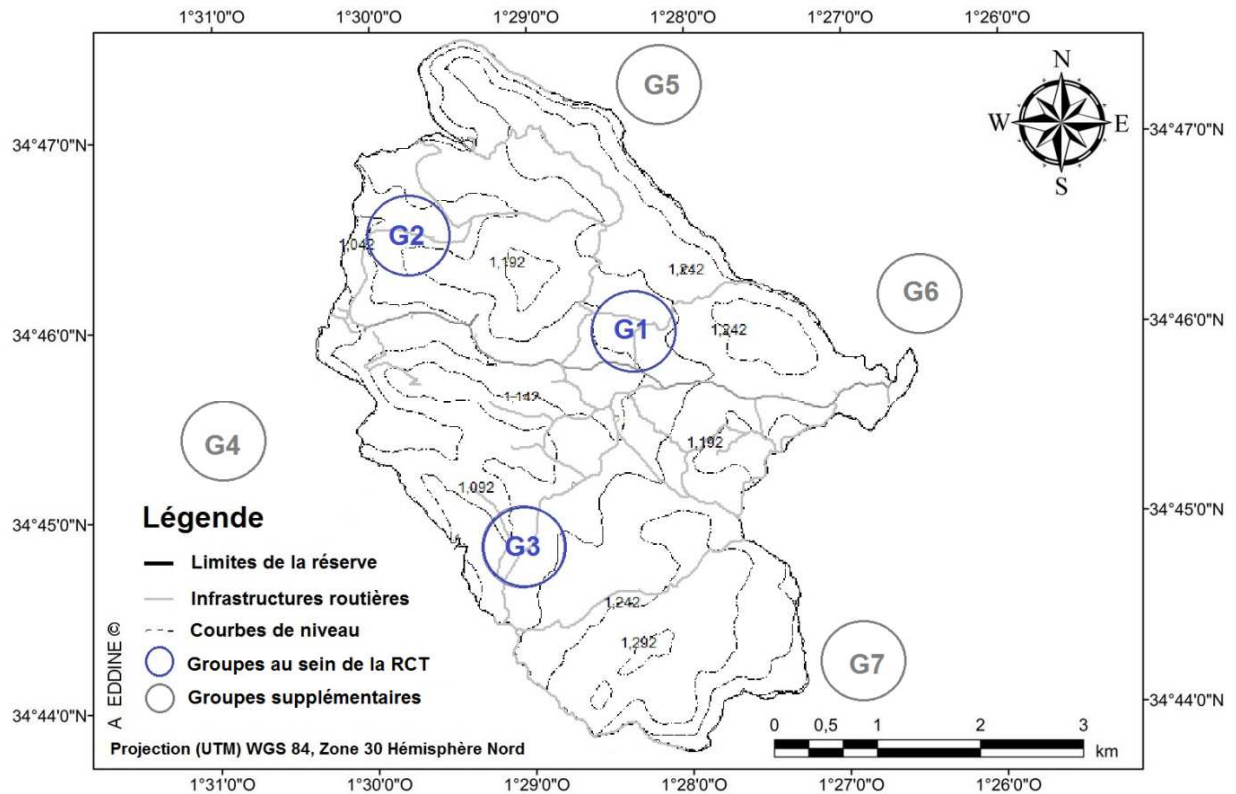 1°31'0"O 1°30'0"O 1°29'0"O 1°28'0"O 1°27'0"O 1°26'0"O
G5
N
W E
S
34°47'0"N 34°47'0"N
G2
1,042
1,192
1,242
G6
G1
1,242
34°46'0"N 34°46'0"N
1,142
G4
1,192
1,092
34°45'0"N 34°45'0"N
G3
Légende
Limites de la réserve
Infrastructures routières
1,242
Courbes de niveau
1,292
Groupes au sein de la RCT
G7
Groupes supplémentaires
A EDDINE ©
34°44'0"N 34°44'0"N
0 0,5 1 2 3
km
Projection (UTM) WGS 84, Zone 30 Hémisphère Nord
1°31'0"O 1°30'0"O 1°29'0"O 1°28'0"O 1°27'0"O 1°26'0"O